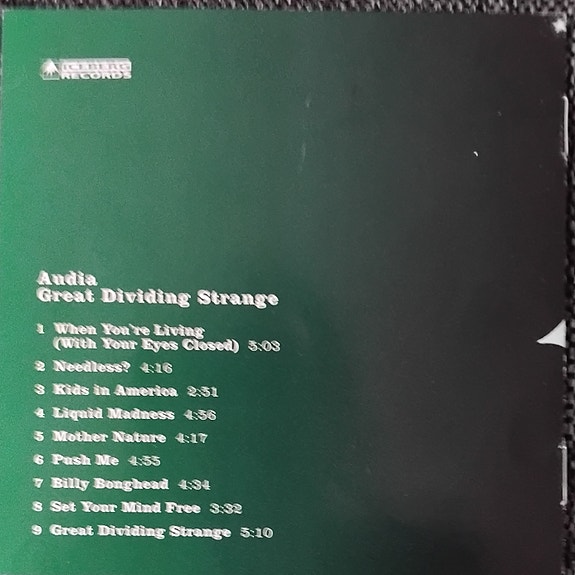 ICEBERG
RECORDS
Audia
Great Dividing Strange
1 When You're Living
(With Your Eyes Closed) 5:03
2 Needless? 4:16
3 Kids in America 2:51
4 Liquid Madness 4:56
5 Mother Nature 4:17
6 Push Me 4:55
7 Billy Bonghead 4:34
8 Set Your Mind Free 3:32
9 Great Dividing Strange 5:10